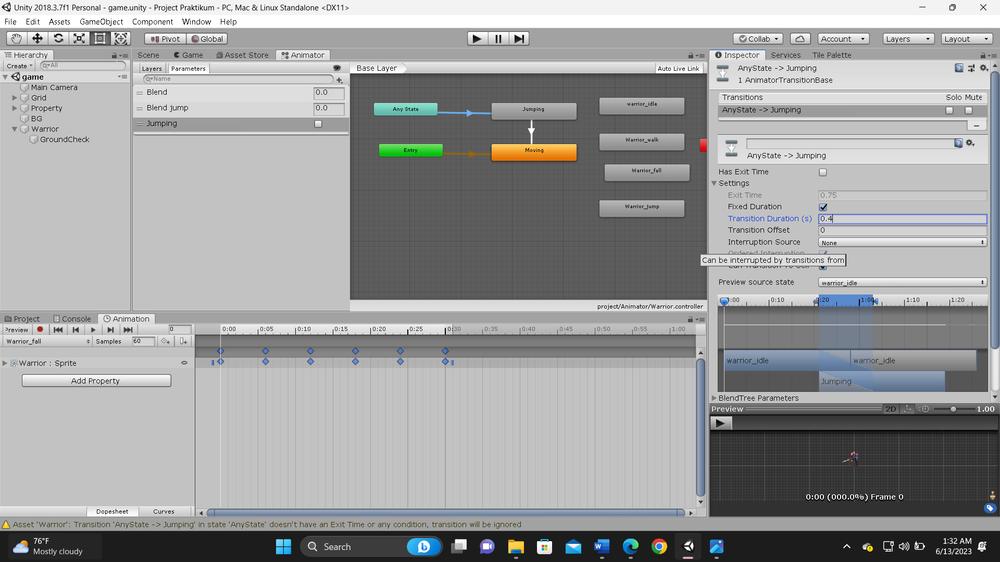 Unity 2018.3.7f1 Personal - game.unity - Project Praktikum - PC, Mac & Linux Standalone <DX11>
File Edit Assets GameObject Component Window Help
Pivot Global Collab Account Layers Layout
Hierarchy Scene Game Asset Store Animator Inspector Services Tile Palette
Create All
game
Main Camera
Grid
Property
BG
Warrior
GroundCheck
Layers Parameters
Name
Blend 0.0
Blend jump 0.0
Jumping
Base Layer Auto Live Link
Any State
Jumping
warrior_idle
Entry
Moving
Warrior_walk
Warrior_fall
Warrior_jump
project/Animator/Warrior.controller
AnyState -> Jumping
1 AnimatorTransitionBase
Transitions Solo Mute
AnyState -> Jumping
AnyState -> Jumping
Has Exit Time
Settings
Exit Time 0.75
Fixed Duration
Transition Duration (s) 0.4
Transition Offset 0
Interruption Source None
Can be interrupted by transitions from
Preview source state warrior_idle
0:00 0:10 0:20 1:00 1:10 1:20
warrior_idle warrior_idle
Jumping
BlendTree Parameters
Preview 2D 1.00
0:00 (000.0%) Frame 0
Project Console Animation
Preview 0
0:00 0:05 0:10 0:15 0:20 0:25 0:30 0:35 0:40 0:45 0:50 0:55 1:00
Warrior_fall Samples 60
Warrior : Sprite
Add Property
Dopesheet Curves
Asset 'Warrior': Transition 'AnyState -> Jumping' in state 'AnyState' doesn't have an Exit Time or any condition, transition will be ignored
76°F
Mostly cloudy
Search
1:32 AM
6/13/2023